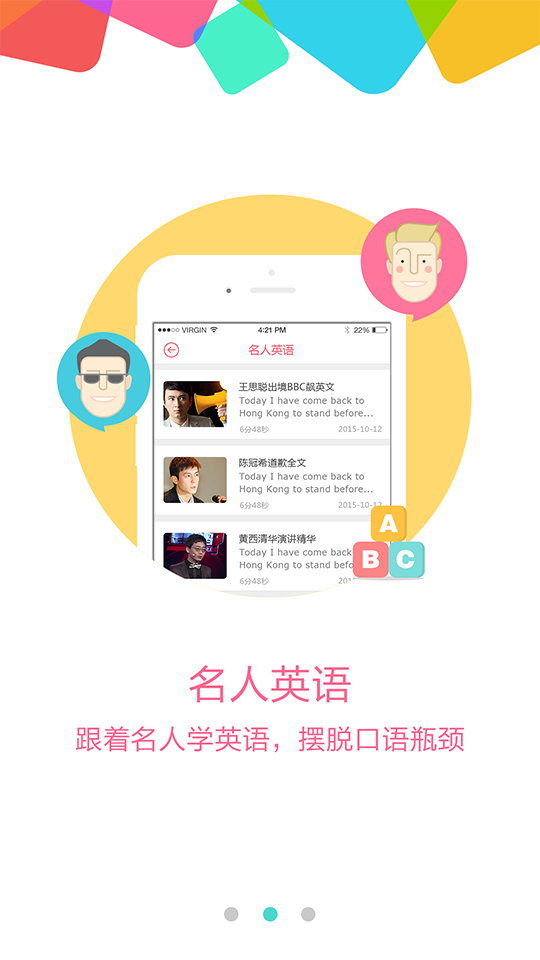 VIRGIN 4:21 PM 22%
名人英语
王思聪出境BBC飙英文
Today I have come back to
Hong Kong to stand before...
6分48秒 2015-10-12
陈冠希道歉全文
Today I have come back to
Hong Kong to stand before...
6分48秒 2015-10-12
黄西清华演讲精华
Today I have come back
Hong Kong to stand
6分48秒
A
B C
名人英语
跟着名人学英语，摆脱口语瓶颈